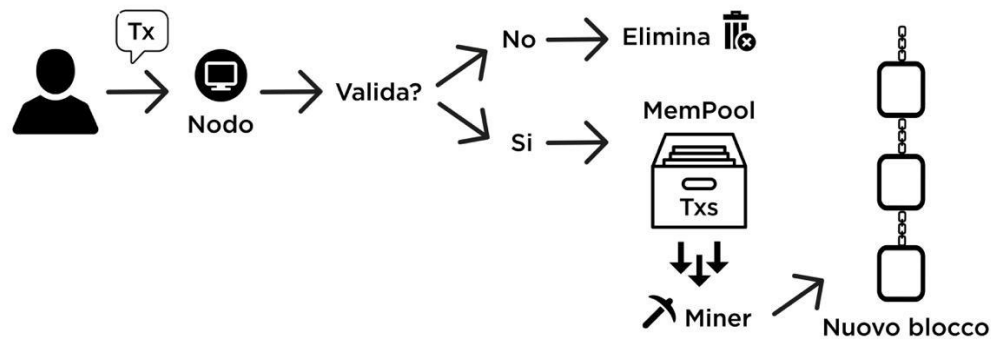 Tx
Nodo
Valida?
No
Elimina
Si
MemPool
Txs
Miner
Nuovo blocco